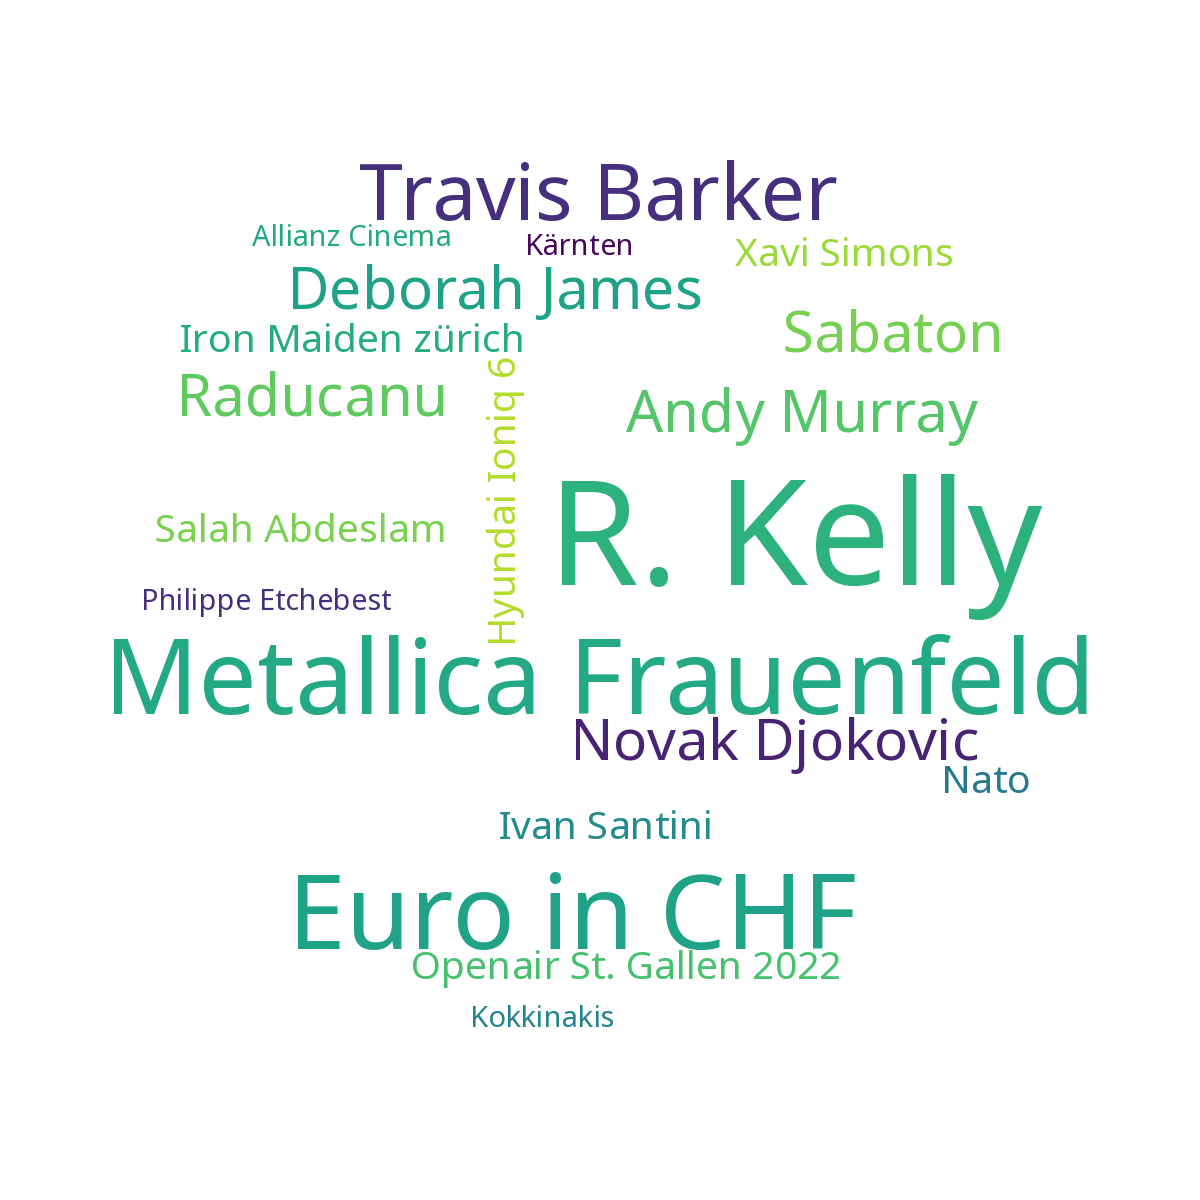 Travis Barker
Allianz Cinema
Kärnten
Xavi Simons
Deborah James
Sabaton
Iron Maiden zürich
Raducanu
Andy Murray
Hyundai Ioniq 6
R. Kelly
Salah Abdeslam
Philippe Etchebest
Metallica Frauenfeld
Novak Djokovic
Nato
Ivan Santini
Euro in CHF
Openair St. Gallen 2022
Kokkinakis